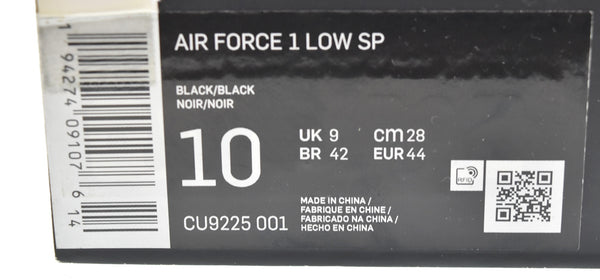 AIR FORCE 1 LOW SP
BLACK/BLACK
NOIR/NOIR
10
UK 9 cm 28
BR 42 EUR 44
CU9225 001
MADE IN CHINA /
FABRIQUE EN CHINE /
FABRICADO NA CHINA /
HECHO EN CHINA
RFID
1 94274 09107 6 14